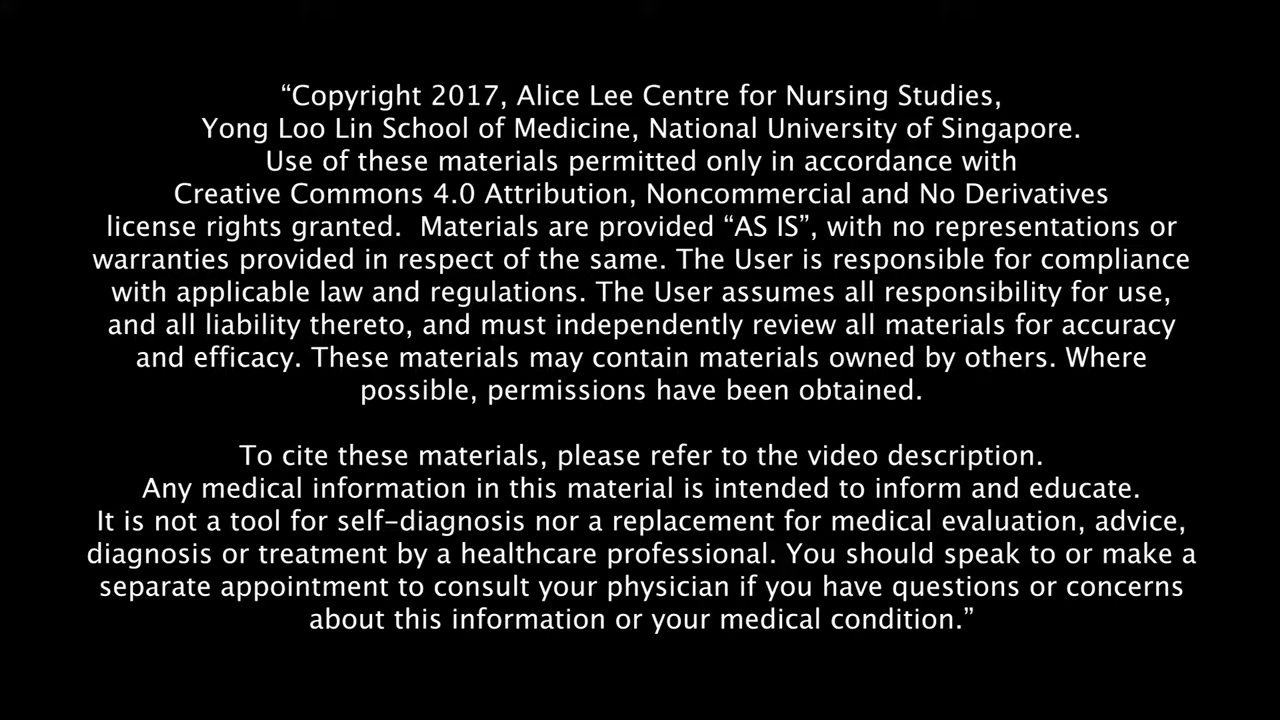 “Copyright 2017, Alice Lee Centre for Nursing Studies,
Yong Loo Lin School of Medicine, National University of Singapore.
Use of these materials permitted only in accordance with
Creative Commons 4.0 Attribution, Noncommercial and No Derivatives
license rights granted.  Materials are provided “AS IS”, with no representations or
warranties provided in respect of the same. The User is responsible for compliance
with applicable law and regulations. The User assumes all responsibility for use,
and all liability thereto, and must independently review all materials for accuracy
and efficacy. These materials may contain materials owned by others. Where
possible, permissions have been obtained.
To cite these materials, please refer to the video description.
Any medical information in this material is intended to inform and educate.
It is not a tool for self-diagnosis nor a replacement for medical evaluation, advice,
diagnosis or treatment by a healthcare professional. You should speak to or make a
separate appointment to consult your physician if you have questions or concerns
about this information or your medical condition.”